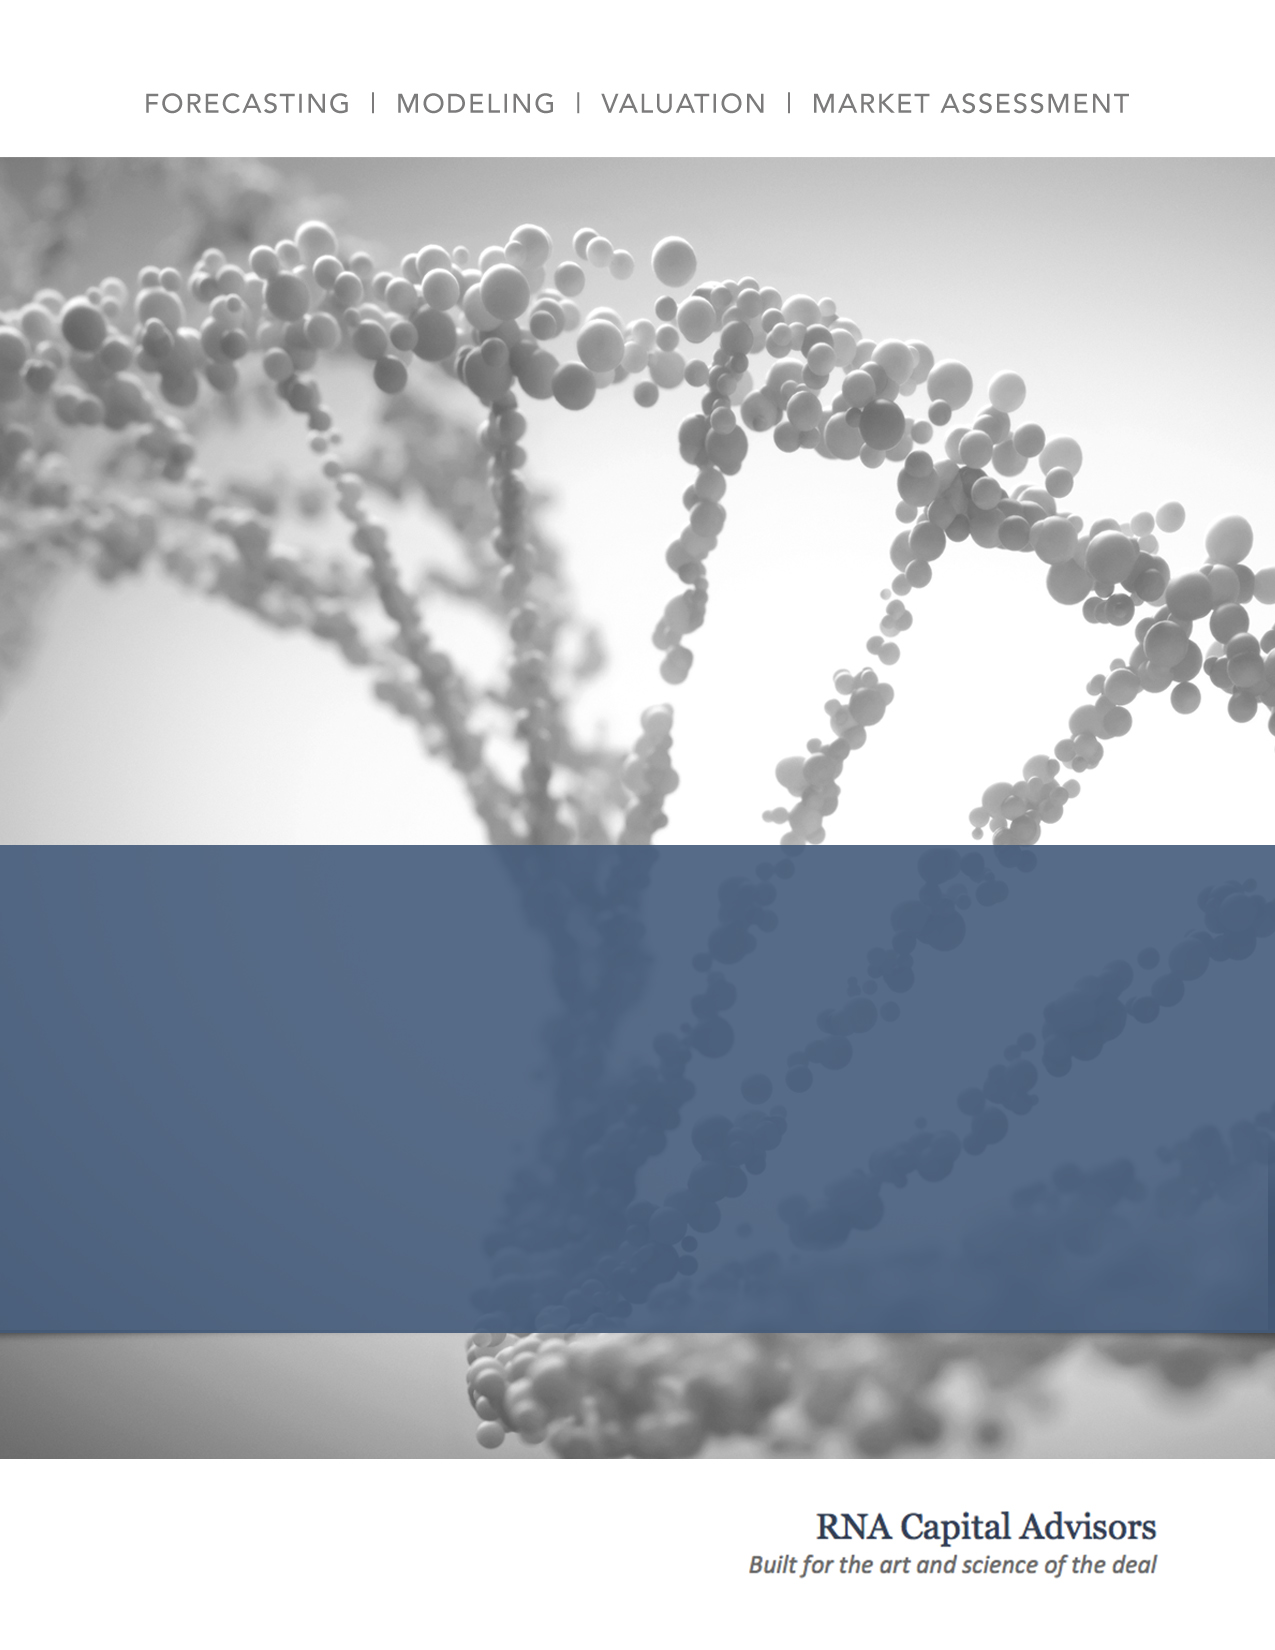 FORECASTING | MODELING | VALUATION | MARKET ASSESSMENT
RNA Capital Advisors
Built for the art and science of the deal